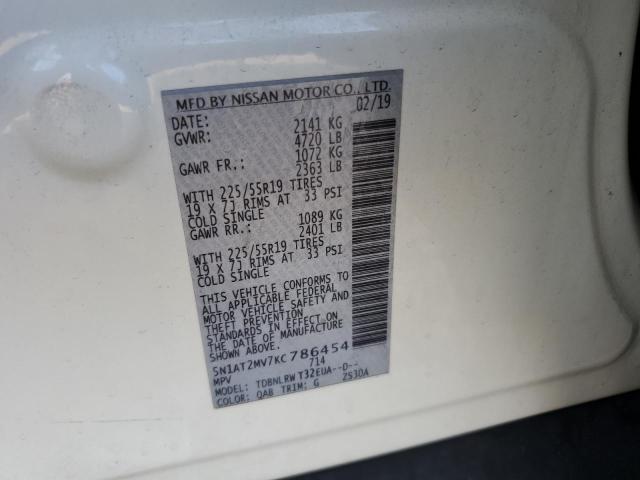 MFD BY NISSAN MOTOR CO., LTD.
DATE: 02/19
GVWR: 2141 KG
4720 LB
GAWR FR.: 1072 KG
2363 LB
WITH 225/55R19 TIRES
19 X 7J RIMS AT 33 PSI
COLD SINGLE
GAWR RR.: 1089 KG
2401 LB
WITH 225/55R19 TIRES
19 X 7J RIMS AT 33 PSI
COLD SINGLE
THIS VEHICLE CONFORMS TO
ALL APPLICABLE FEDERAL
MOTOR VEHICLE SAFETY AND
THEFT PREVENTION
STANDARDS IN EFFECT ON
THE DATE OF MANUFACTURE
5N1AT2MV7KC786454
MPV 714
MODEL: TDBNLRW T32EUA--D--
COLOR: QAB TRIM: G 2S30A